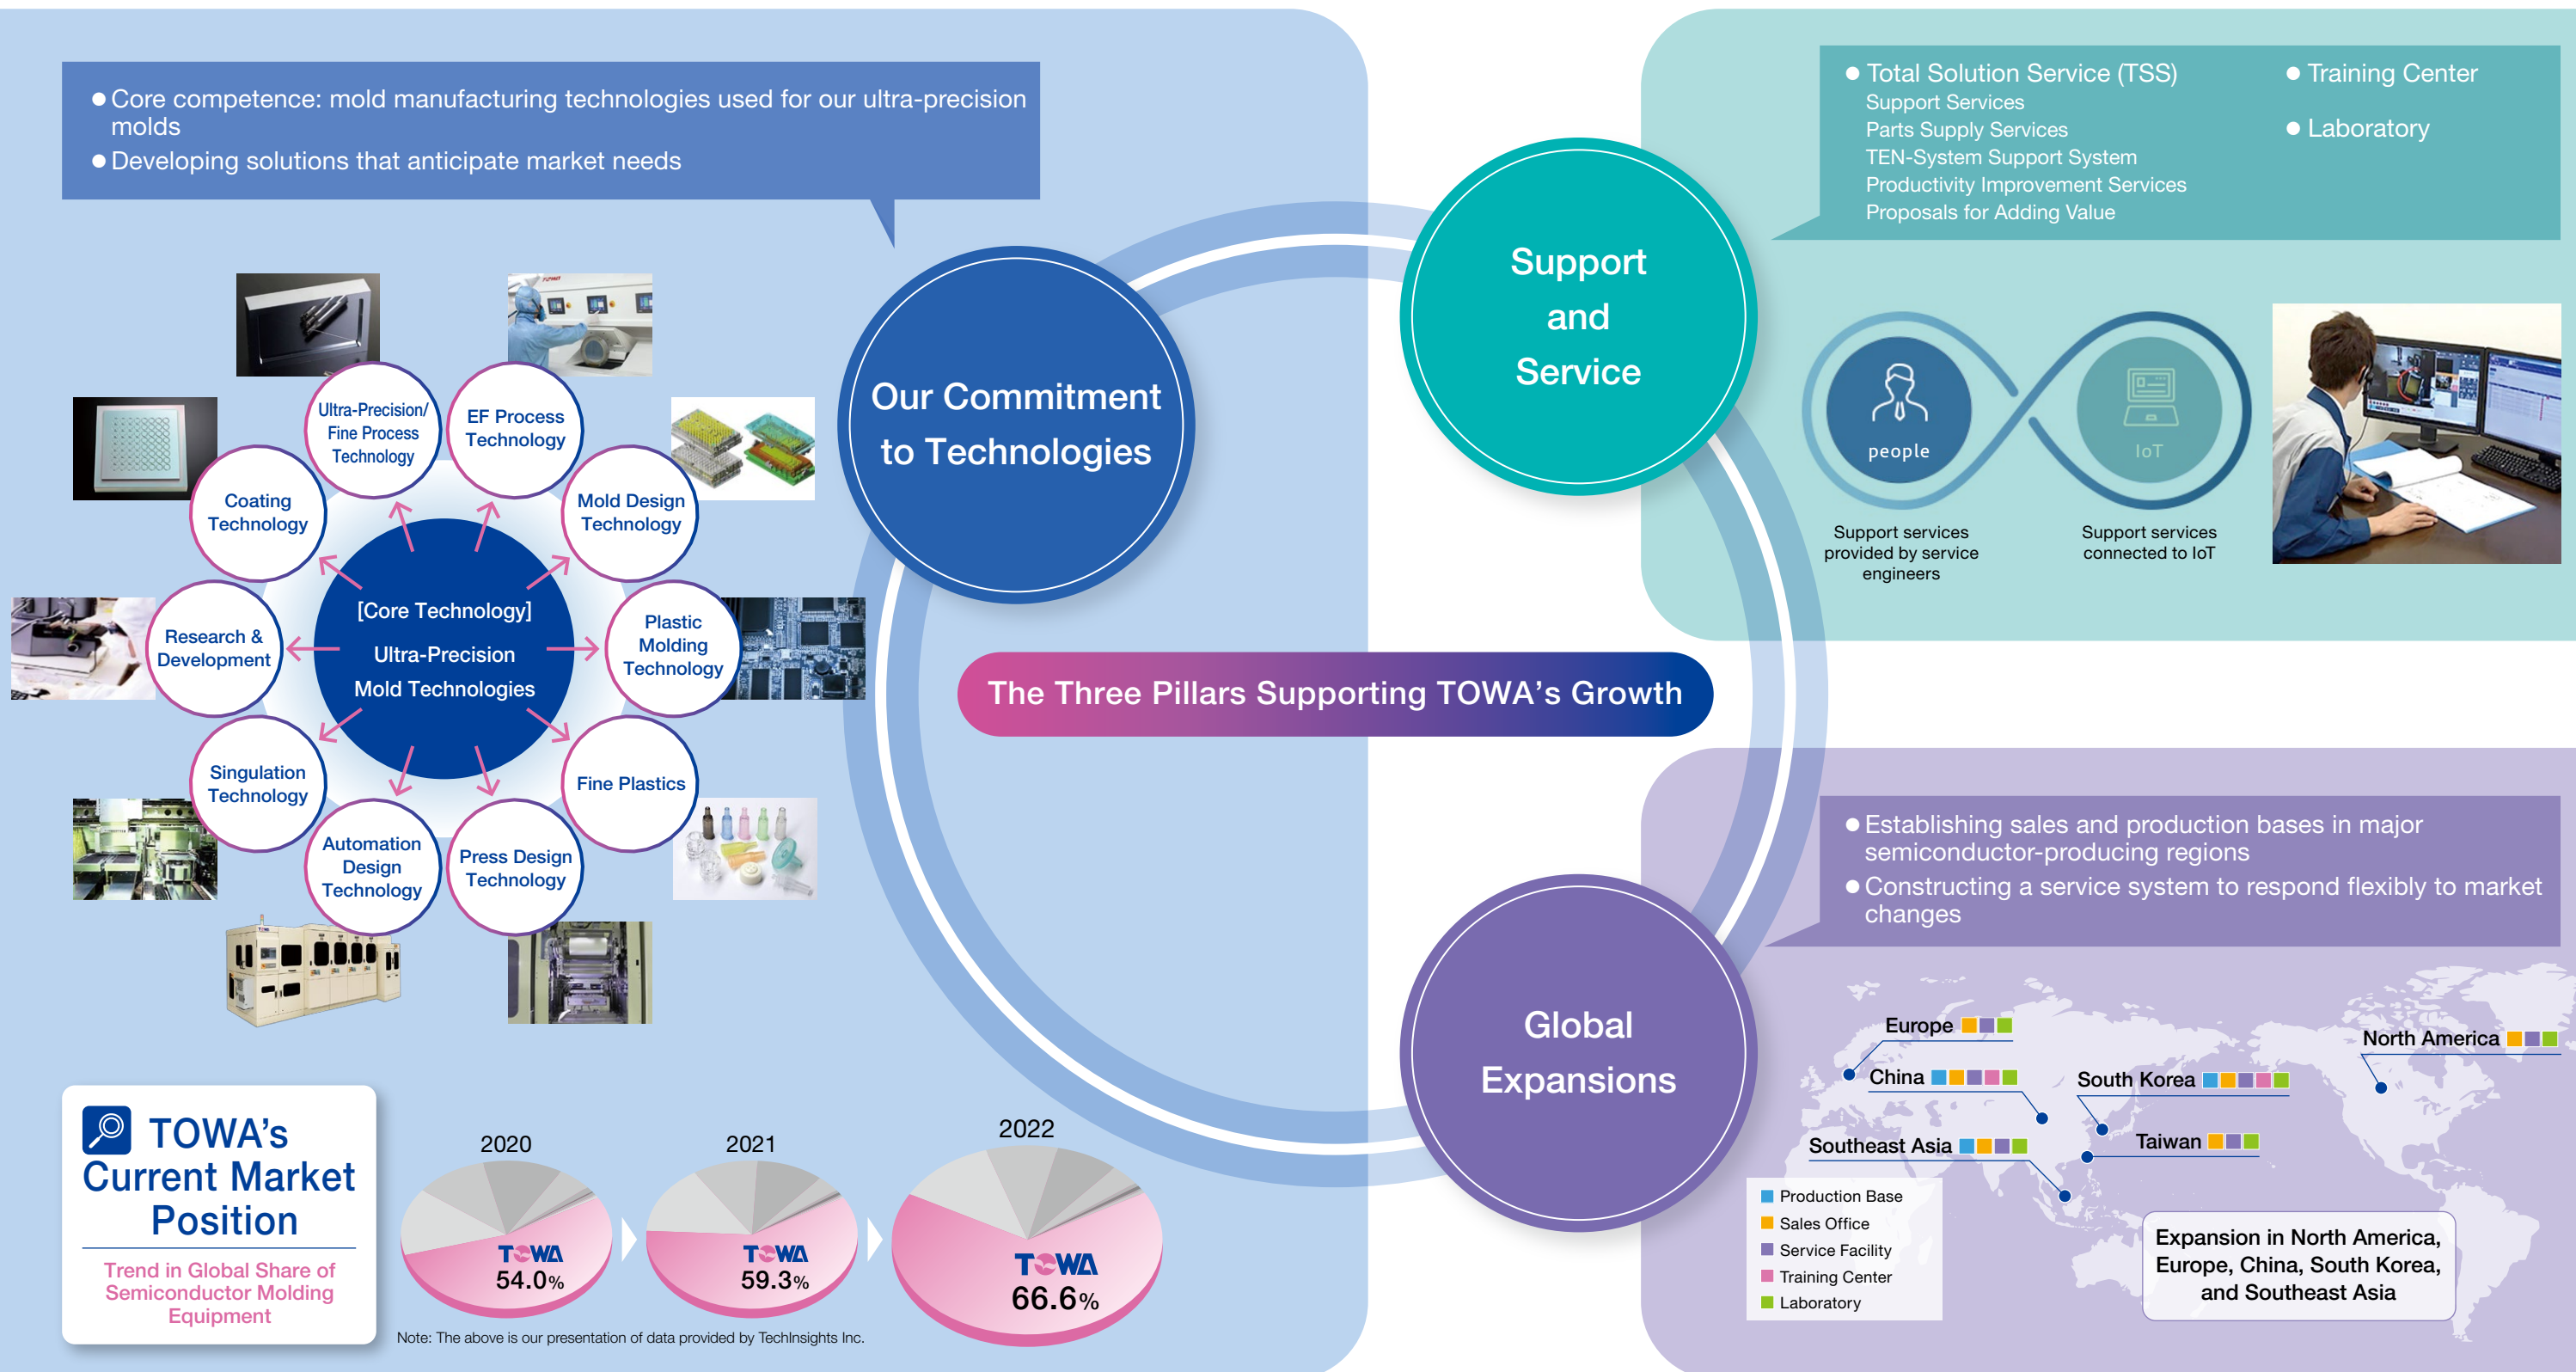 ● Core competence: mold manufacturing technologies used for our ultra-precision
molds
● Developing solutions that anticipate market needs
Our Commitment
to Technologies
Ultra-Precision/
Fine Process
Technology
EF Process
Technology
Coating
Technology
Mold Design
Technology
Research &
Development
[Core Technology]
Ultra-Precision
Mold Technologies
Plastic
Molding
Technology
Singulation
Technology
Fine Plastics
Automation
Design
Technology
Press Design
Technology
TOWA's
Current Market
Position
Trend in Global Share of
Semiconductor Molding
Equipment
2020
TOWA
54.0%
2021
TOWA
59.3%
2022
TOWA
66.6%
Note: The above is our presentation of data provided by TechInsights Inc.
The Three Pillars Supporting TOWA's Growth
Support
and
Service
● Total Solution Service (TSS)
Support Services
Parts Supply Services
TEN-System Support System
Productivity Improvement Services
Proposals for Adding Value
● Training Center
● Laboratory
people
IoT
Support services
provided by service
engineers
Support services
connected to IoT
Global
Expansions
● Establishing sales and production bases in major
semiconductor-producing regions
● Constructing a service system to respond flexibly to market
changes
Europe
North America
China
South Korea
Southeast Asia
Taiwan
Production Base
Sales Office
Service Facility
Training Center
Laboratory
Expansion in North America,
Europe, China, South Korea,
and Southeast Asia